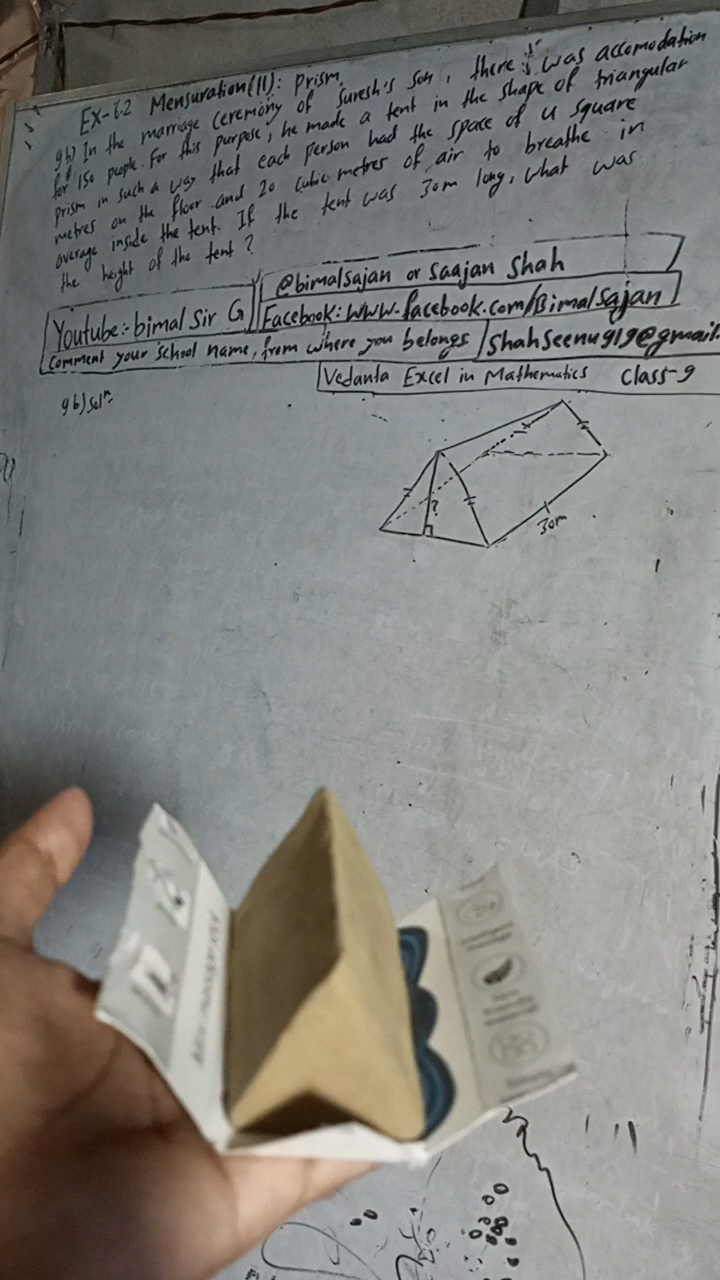 Ex-6.2 Mensuration(II): Prism.
9b) In the marriage ceremony of Suresh's son, there was accomodation
for 150 people. For this purpose, he made a tent in the shape of triangular
prism in such a way that each person had the space of 4 square
metres on the floor and 20 cubic metres of air to breathe in
average inside the tent. If the tent was 30m long, what was
the height of the tent?
@bimalsajan or saajan shah
Youtube:- bimal Sir G
Facebook: www.facebook.com/Bimalsajan
Comment your school name, from where you belongs
shahseenu919@gmail.
Vedanta Excel in Mathematics Class-9
9b) Solⁿ:
?
30m